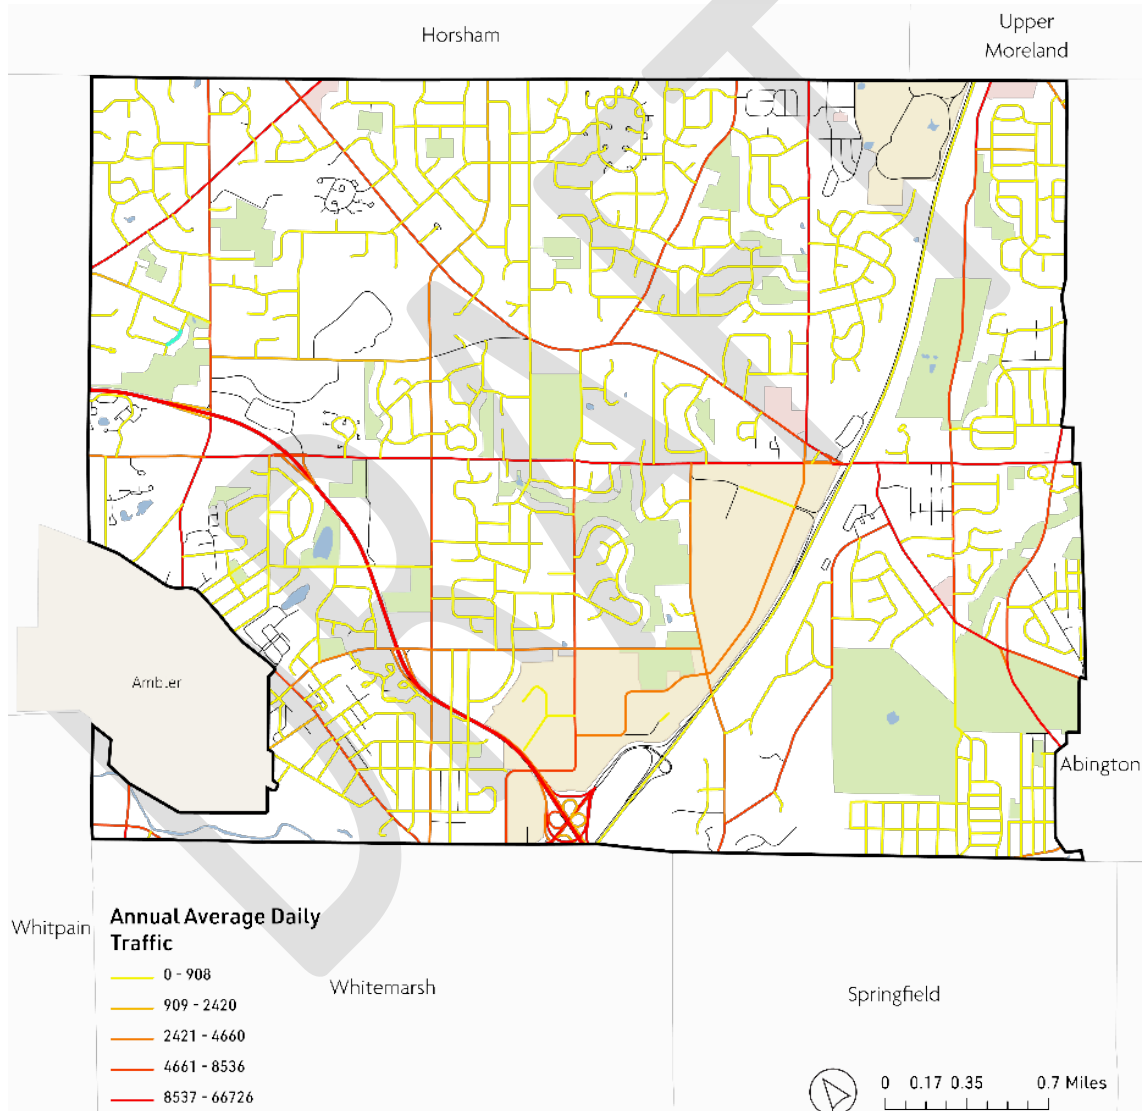 Horsham
Upper
Moreland
Ambler
Abington
Whitpain
Annual Average Daily
Traffic
0 - 908
909 - 2420
2421 - 4660
4661 - 8536
8537 - 66726
Whitemarsh
Springfield
0 0.17 0.35 0.7 Miles
DRAFT